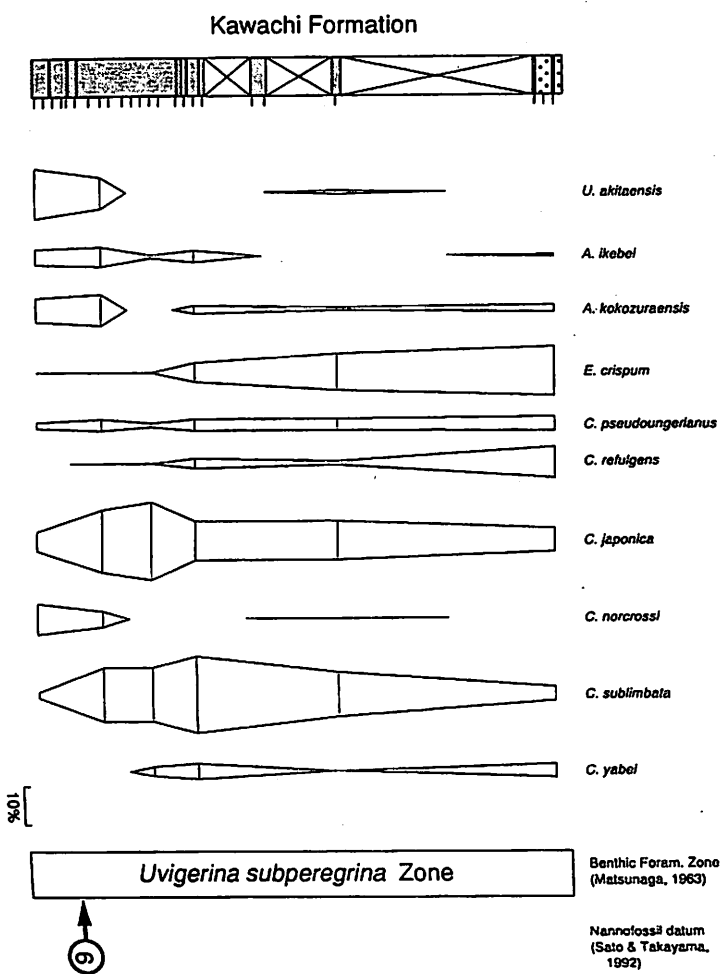 Kawachi Formation
U. akitaensis
A. ikebei
A. kokozuraensis
E. crispum
C. pseudoungerianus
C. refulgens
C. japonica
C. norcrossi
C. sublimbata
C. yabei
10%
Uvigerina subperegrina Zone
Benthic Foram. Zone
(Matsunaga, 1963)
6
Nannofossil datum
(Sato & Takayama,
1992)